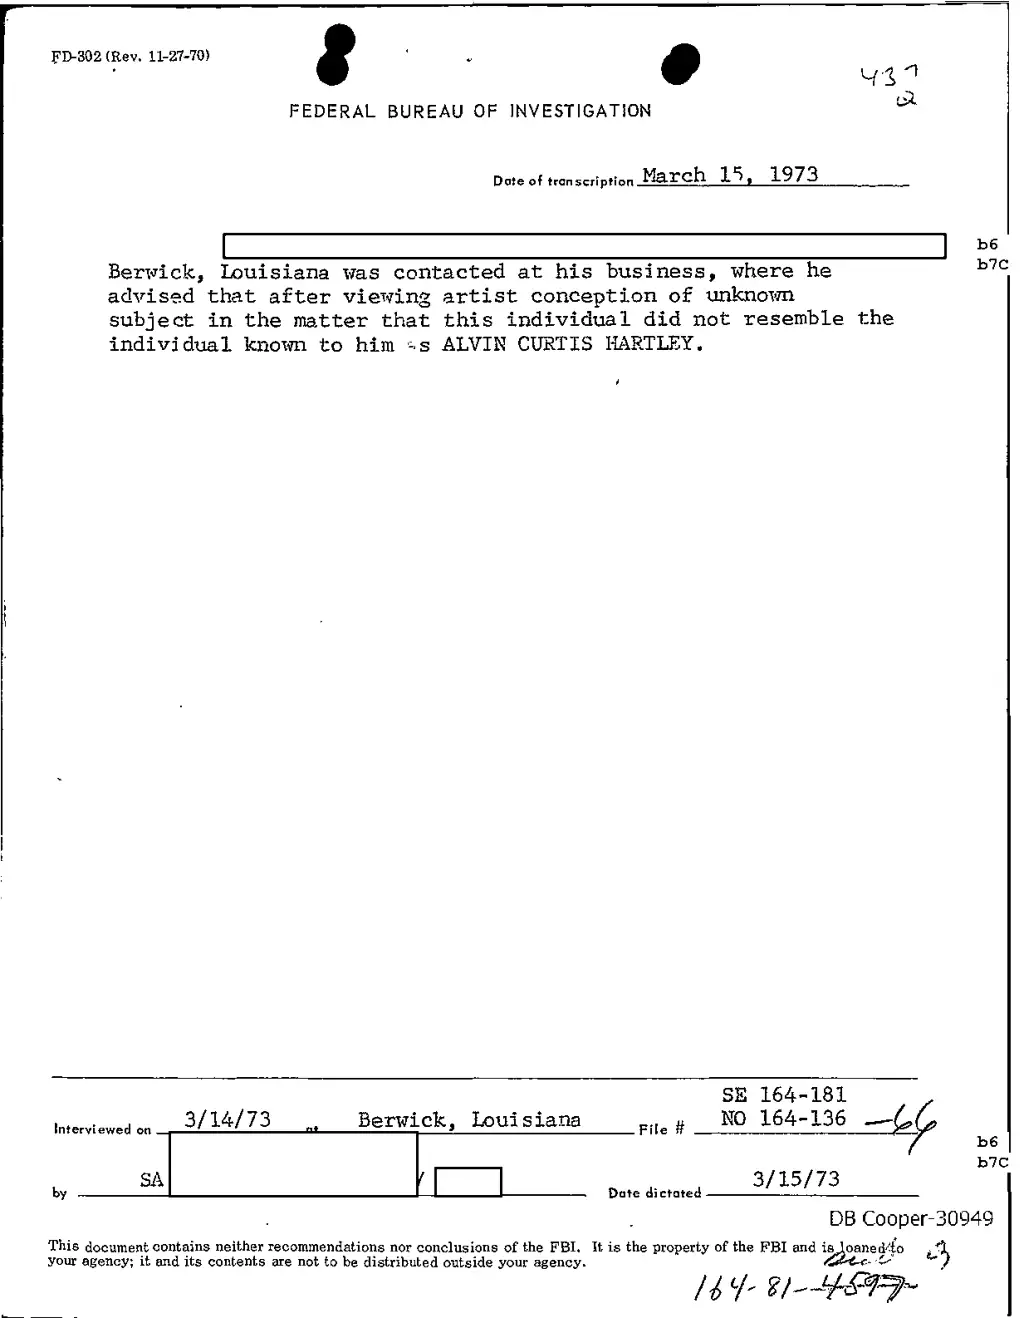 FD-302 (Rev. 11-27-70)
437
FEDERAL BUREAU OF INVESTIGATION
Date of transcription March 15, 1973
b6
b7C
Berwick, Louisiana was contacted at his business, where he
advised that after viewing artist conception of unknown
subject in the matter that this individual did not resemble the
individual known to him as ALVIN CURTIS HARTLEY.
SE 164-181
Interviewed on 3/14/73 at Berwick, Louisiana File # NO 164-136 -66
b6
b7C
by SA / Date dictated 3/15/73
DB Cooper-30949
This document contains neither recommendations nor conclusions of the FBI. It is the property of the FBI and is loaned to
your agency; it and its contents are not to be distributed outside your agency.
164-81-4597